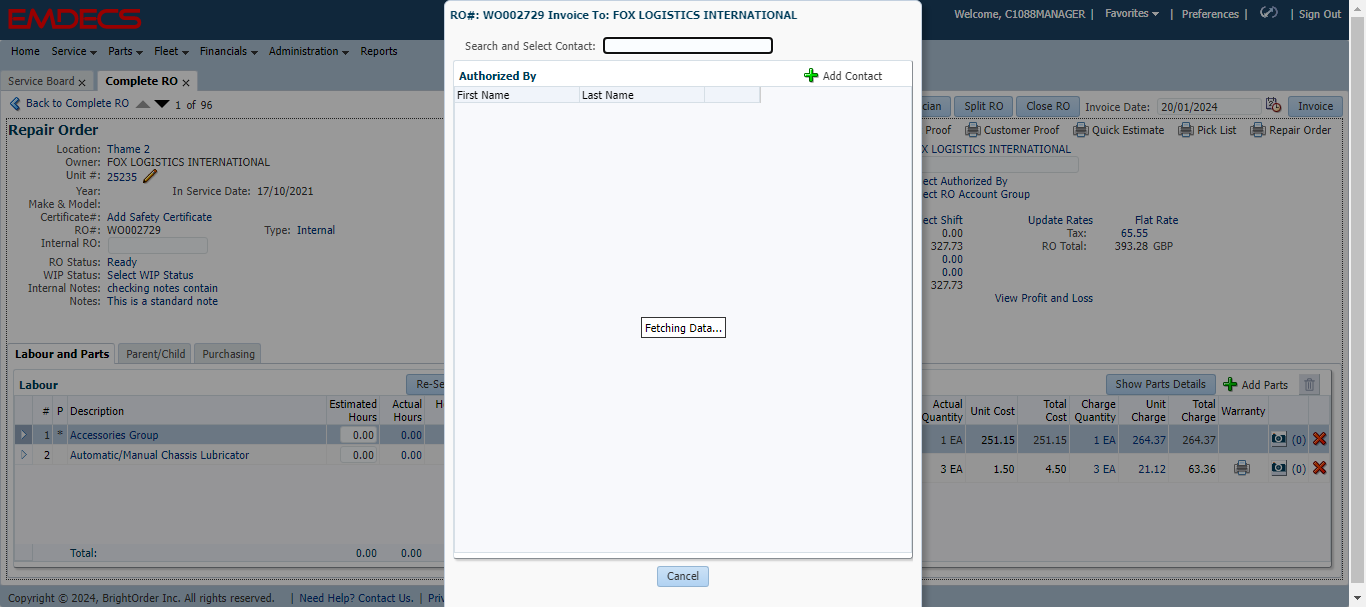 EMDECS
Welcome, C1088MANAGER | Favorites | Preferences | | Sign Out
Home Service Parts Fleet Financials Administration Reports
Service Board x Complete RO x
Back to Complete RO 1 of 96
Split RO Close RO Invoice Date: 20/01/2024 Invoice
Proof Customer Proof Quick Estimate Pick List Repair Order
Repair Order
Location: Thame 2
Owner: FOX LOGISTICS INTERNATIONAL
Unit #: 25235
Year: In Service Date: 17/10/2021
Make & Model:
Certificate#: Add Safety Certificate
RO#: WO002729 Type: Internal
Internal RO:
RO Status: Ready
WIP Status: Select WIP Status
Internal Notes: checking notes contain
Notes: This is a standard note
RO#: WO002729 Invoice To: FOX LOGISTICS INTERNATIONAL
Search and Select Contact:
Authorized By Add Contact
First Name Last Name
Fetching Data...
Cancel
X LOGISTICS INTERNATIONAL
ect Authorized By
ect RO Account Group
ect Shift Update Rates Flat Rate
0.00 Tax: 65.55
327.73 RO Total: 393.28 GBP
0.00
0.00
327.73
View Profit and Loss
Labour and Parts Parent/Child Purchasing
Labour Re-Se
# P Description Estimated Hours Actual Hours H
1 * Accessories Group 0.00 0.00
2 Automatic/Manual Chassis Lubricator 0.00 0.00
Total: 0.00 0.00
Show Parts Details Add Parts
Actual Quantity Unit Cost Total Cost Charge Quantity Unit Charge Total Charge Warranty
1 EA 251.15 251.15 1 EA 264.37 264.37 (0)
3 EA 1.50 4.50 3 EA 21.12 63.36 (0)
Copyright © 2024, BrightOrder Inc. All rights reserved. | Need Help? Contact Us. | Priv